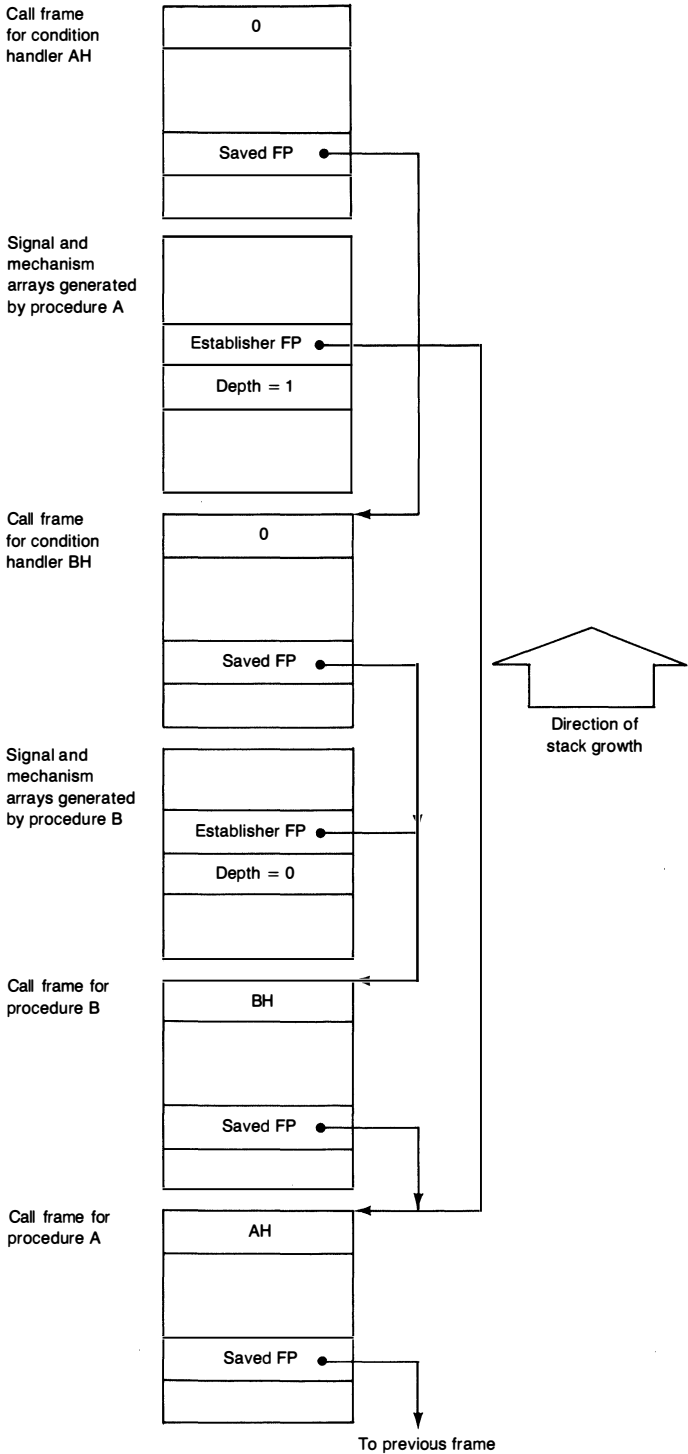 Call frame
for condition
handler AH
0
Saved FP
Signal and
mechanism
arrays generated
by procedure A
Establisher FP
Depth = 1
Call frame
for condition
handler BH
0
Saved FP
Direction of
stack growth
Signal and
mechanism
arrays generated
by procedure B
Establisher FP
Depth = 0
Call frame for
procedure B
BH
Saved FP
Call frame for
procedure A
AH
Saved FP
To previous frame